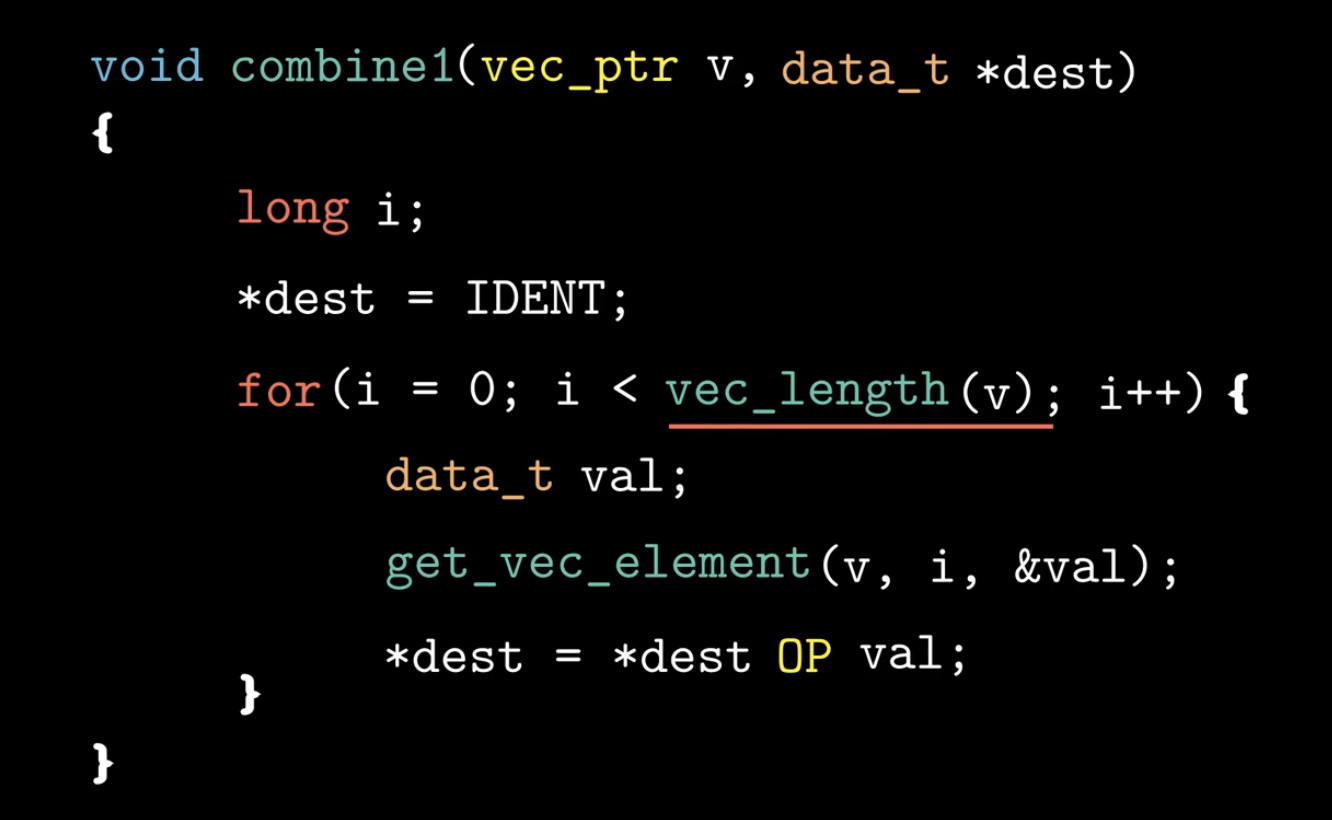 void combine1(vec_ptr v, data_t *dest)
{
long i;
*dest = IDENT;
for(i = 0; i < vec_length(v); i++) {
data_t val;
get_vec_element(v, i, &val);
*dest = *dest OP val;
}
}